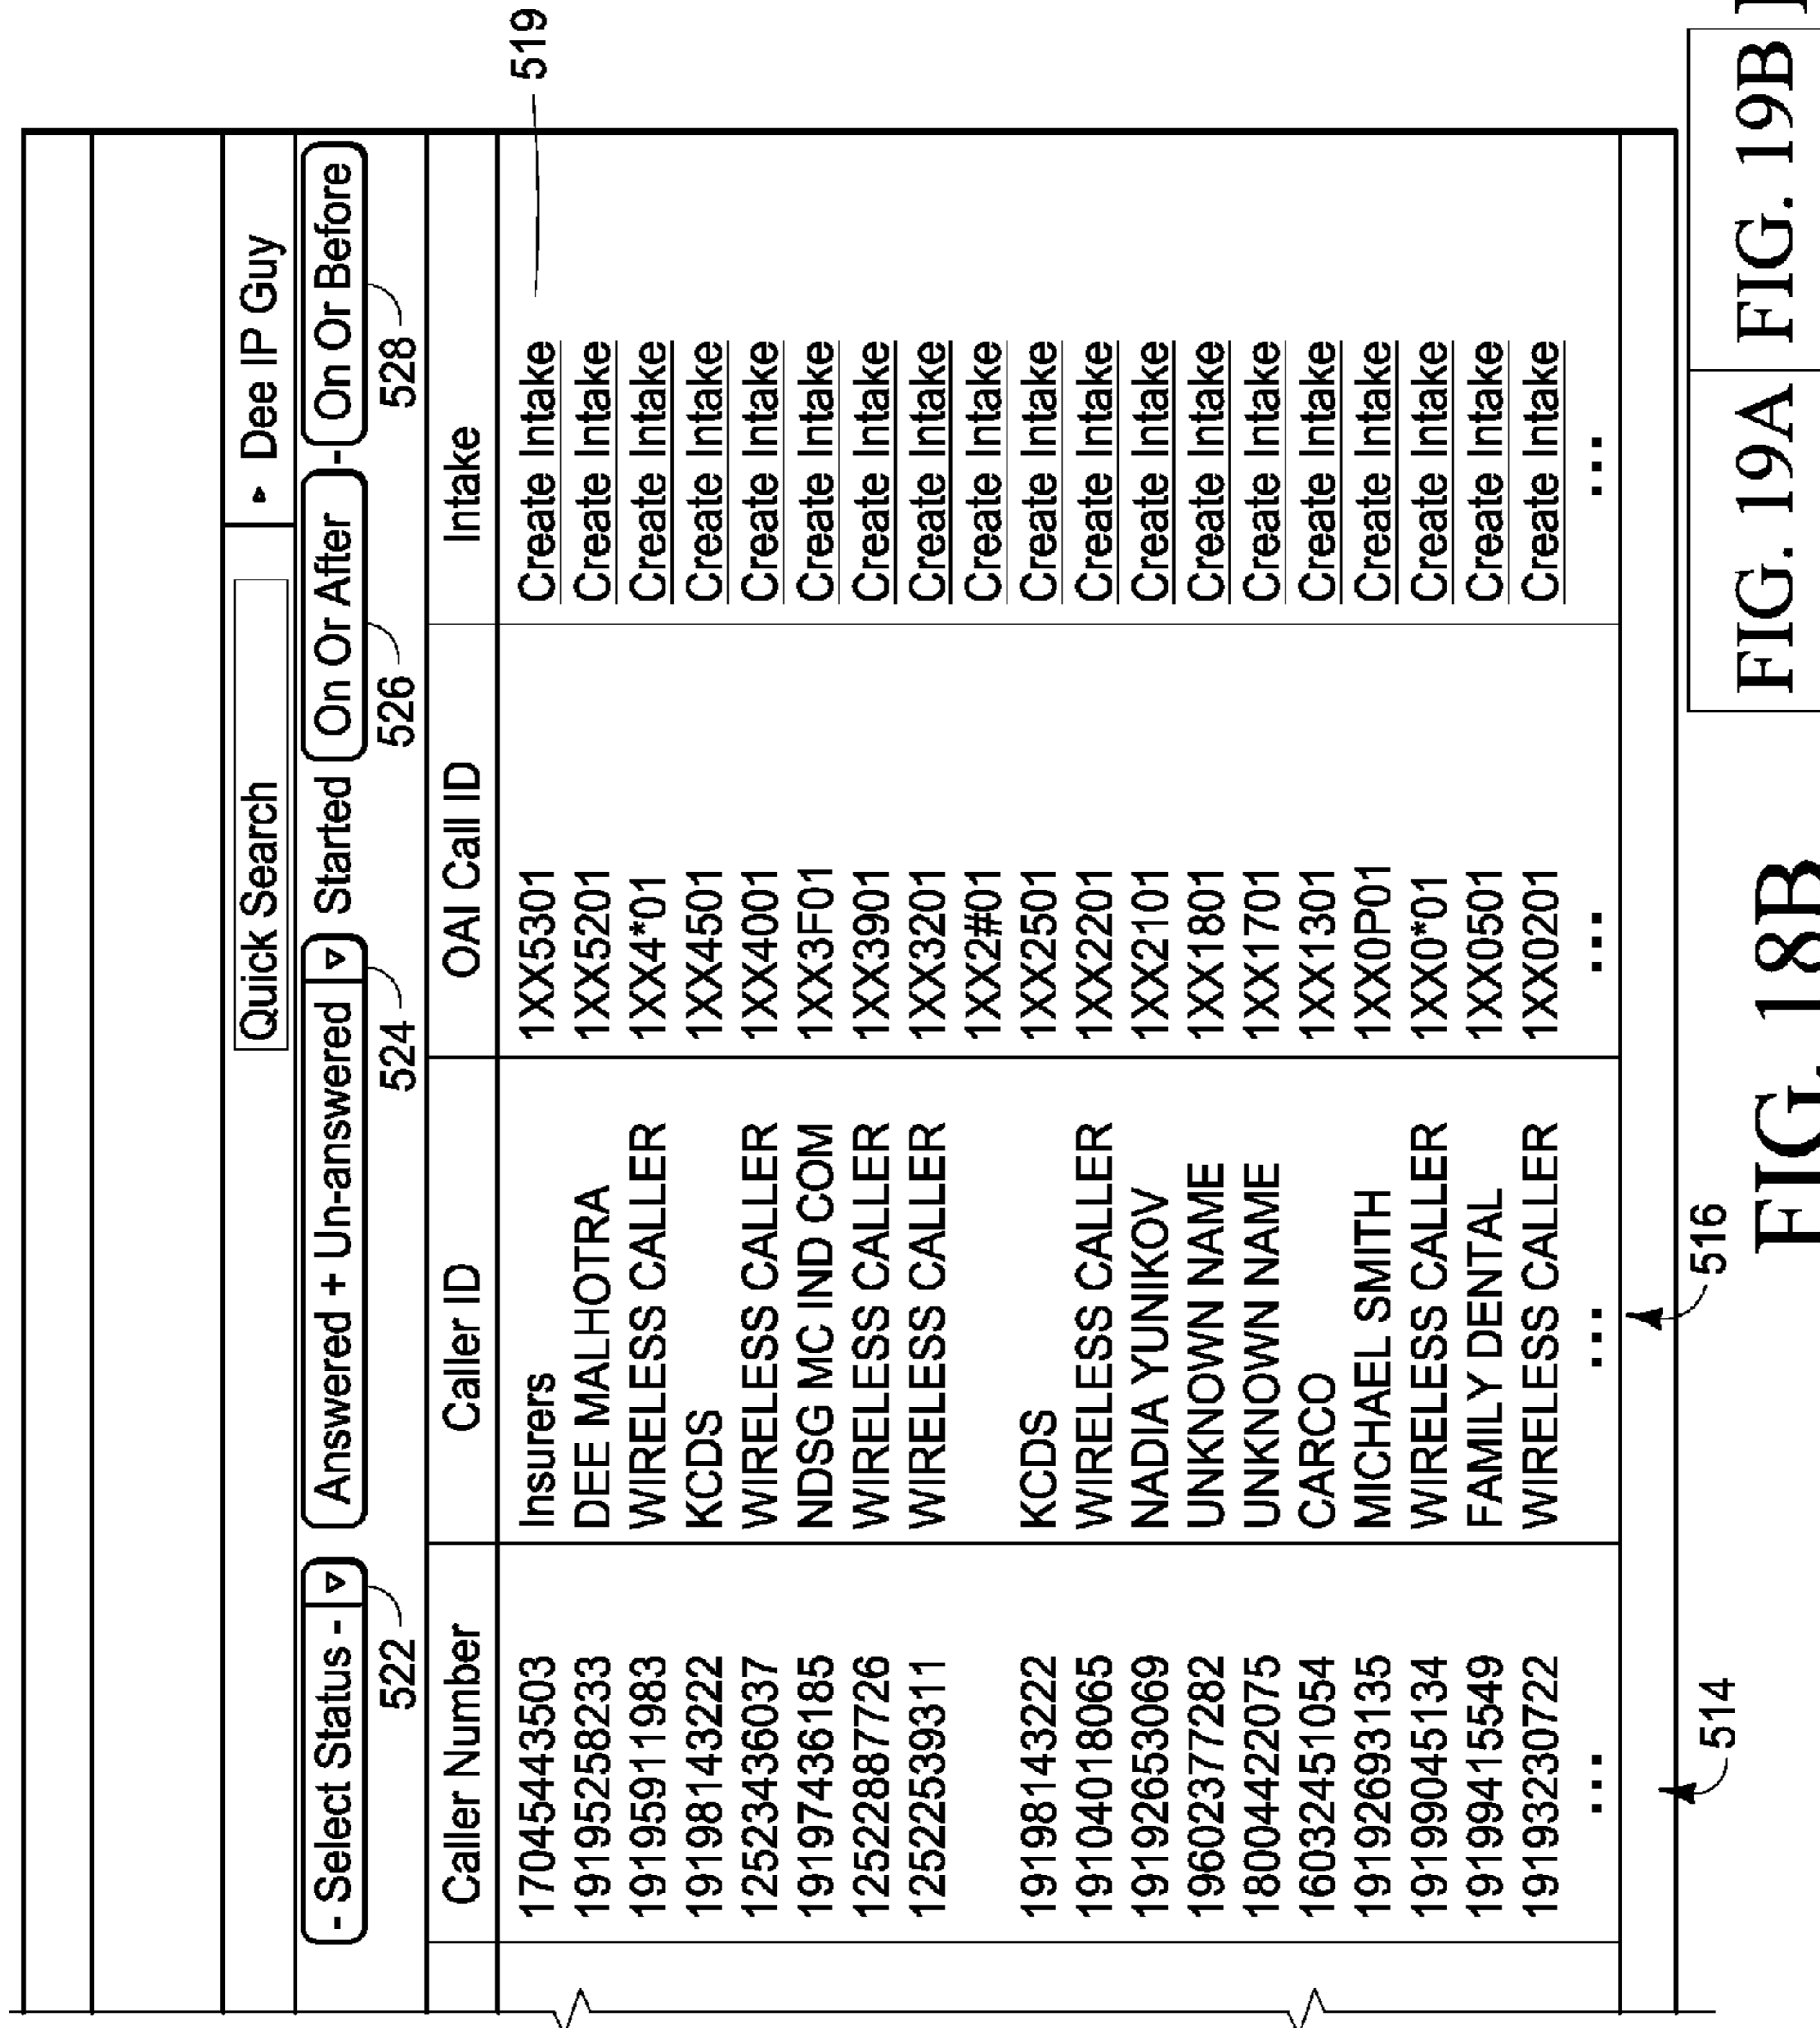 Quick Search ▸ Dee IP Guy
- Select Status - ▿ Answered + Un-answered ▿ Started On Or After - On Or Before
522 524 526 528
Caller Number Caller ID OAI Call ID Intake
17045443503 Insurers 1XX5301 Create Intake 519
19195258233 DEE MALHOTRA 1XX5201 Create Intake
19195911983 WIRELESS CALLER 1XX4*01 Create Intake
19198143222 KCDS 1XX4501 Create Intake
12523436037 WIRELESS CALLER 1XX4001 Create Intake
19197436185 NDSG MC IND COM 1XX3F01 Create Intake
12522887726 WIRELESS CALLER 1XX3901 Create Intake
12522539311 WIRELESS CALLER 1XX3201 Create Intake
1XX2#01 Create Intake
19198143222 KCDS 1XX2501 Create Intake
19104018065 WIRELESS CALLER 1XX2201 Create Intake
19192653069 NADIA YUNIKOV 1XX2101 Create Intake
19602377282 UNKNOWN NAME 1XX1801 Create Intake
18004422075 UNKNOWN NAME 1XX1701 Create Intake
16032451054 CARCO 1XX1301 Create Intake
19192693135 MICHAEL SMITH 1XX0P01 Create Intake
19199045134 WIRELESS CALLER 1XX0*01 Create Intake
19199415549 FAMILY DENTAL 1XX0501 Create Intake
19193230722 WIRELESS CALLER 1XX0201 Create Intake
... ... ... ...
514 516
FIG. 18B
FIG. 19A FIG. 19B